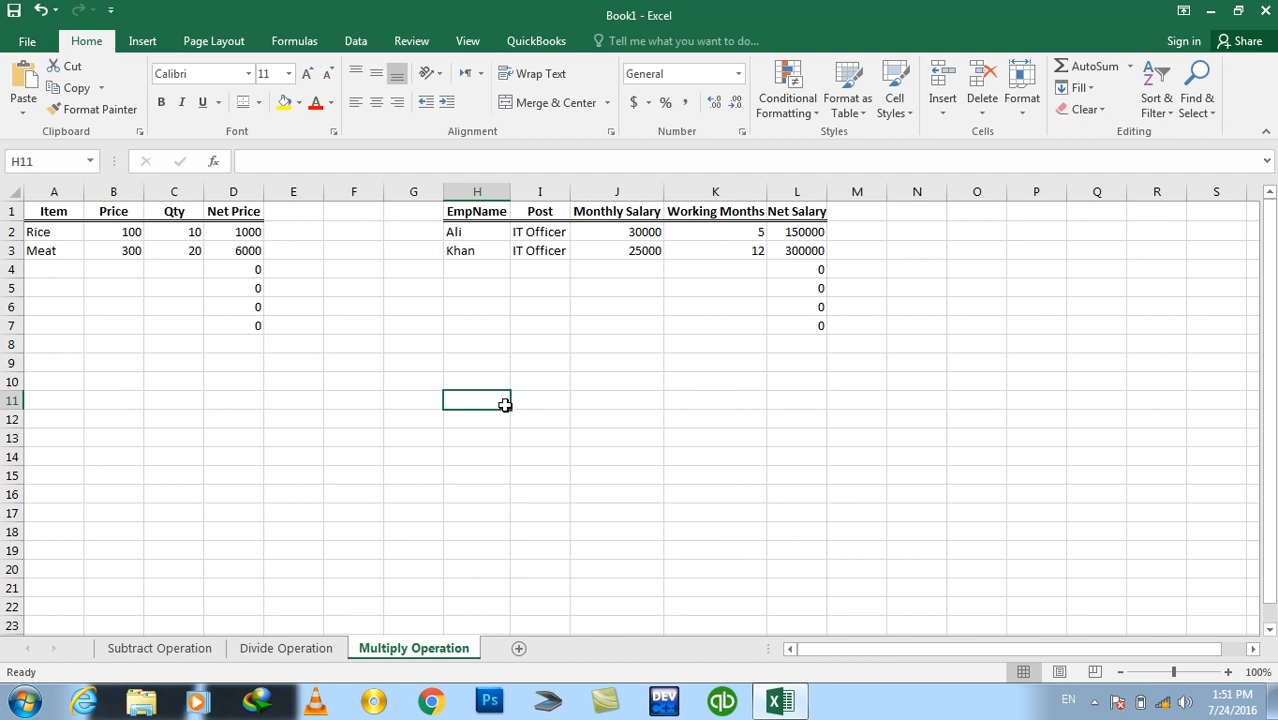 Book1 - Excel
File Home Insert Page Layout Formulas Data Review View QuickBooks Tell me what you want to do... Sign in Share
Paste Cut Copy Format Painter
Clipboard
Calibri 11
B I U A
Font
Wrap Text
Merge & Center
Alignment
General
$ % ,
Number
Conditional Formatting Format as Table Cell Styles
Styles
Insert Delete Format
Cells
AutoSum Fill Clear
Sort & Filter Find & Select
Editing
H11 fx
A B C D E F G H I J K L M N O P Q R S
1 Item Price Qty Net Price EmpName Post Monthly Salary Working Months Net Salary
2 Rice 100 10 1000 Ali IT Officer 30000 5 150000
3 Meat 300 20 6000 Khan IT Officer 25000 12 300000
4 0 0
5 0 0
6 0 0
7 0 0
8
9
10
11
12
13
14
15
16
17
18
19
20
21
22
23
Subtract Operation Divide Operation Multiply Operation
Ready 100%
Ps DEV qb EN 1:51 PM
7/24/2016